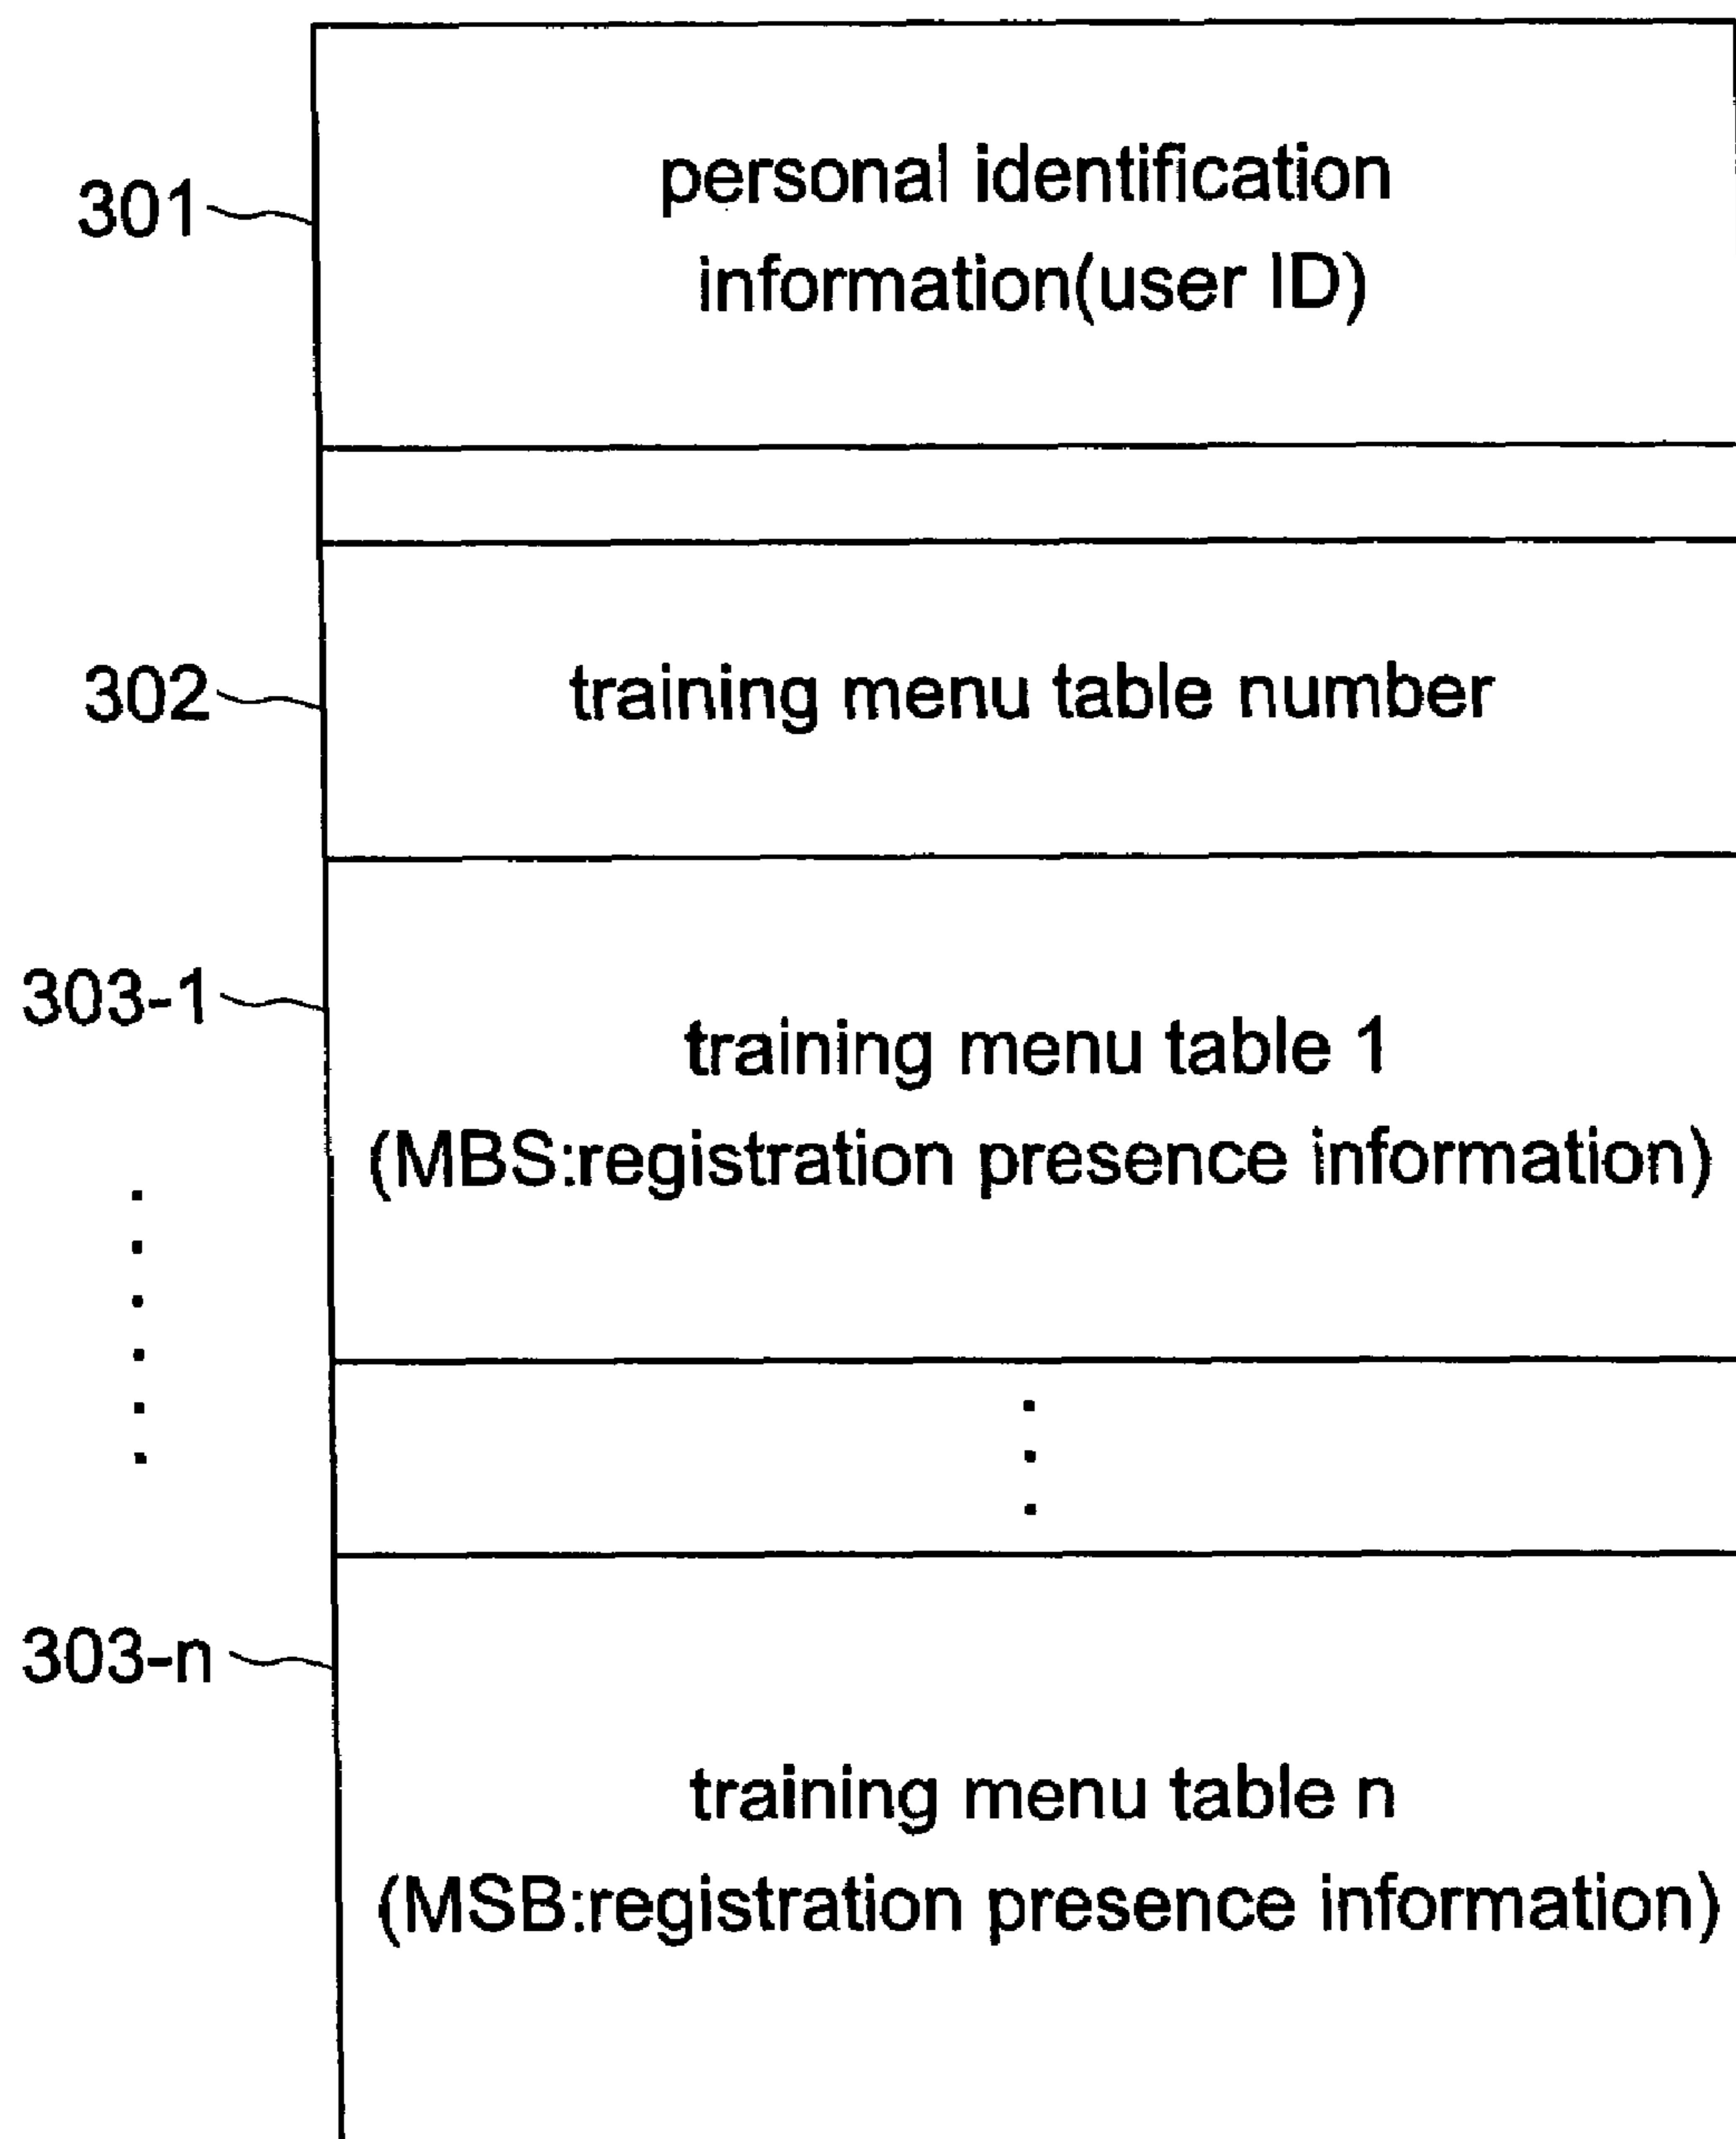 301
personal identification
information(user ID)
302
training menu table number
303-1
training menu table 1
(MBS:registration presence information)
303-n
training menu table n
(MSB:registration presence information)